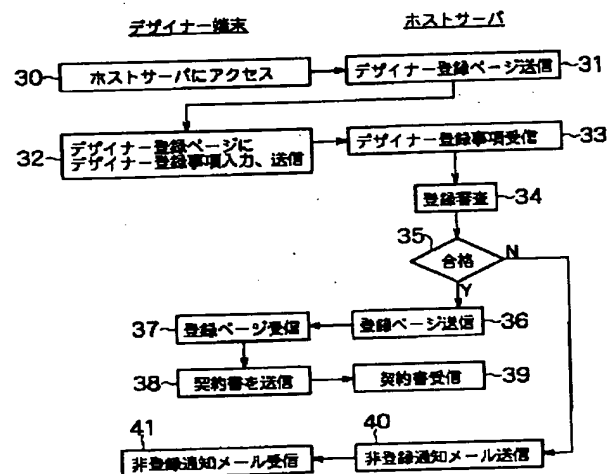 デザイナー端末
ホストサーバ
30
ホストサーバにアクセス
デザイナー登録ページ送信
31
32
デザイナー登録ページに
デザイナー登録事項入力、送信
デザイナー登録事項受信
33
登録審査
34
35
合格
N
Y
37
登録ページ受信
登録ページ送信
36
38
契約書を送信
契約書受信
39
41
非登録通知メール受信
40
非登録通知メール送信